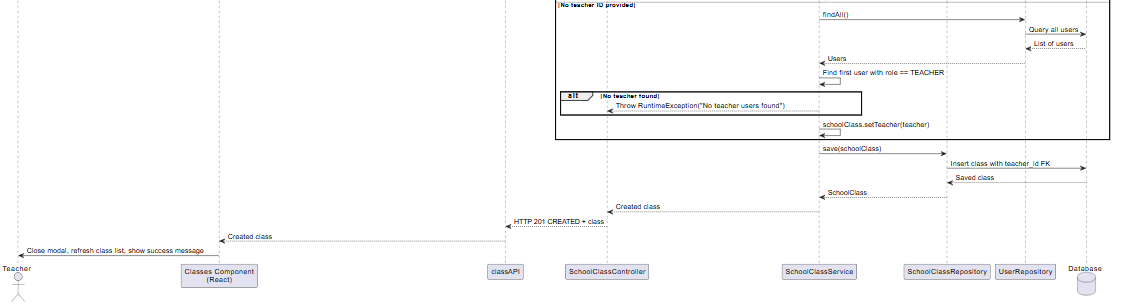 [No teacher ID provided]
findAll()
Query all users
List of users
Users
Find first user with role == TEACHER
alt
[No teacher found]
Throw RuntimeException("No teacher users found")
schoolClass.setTeacher(teacher)
save(schoolClass)
Insert class with teacher_id FK
Saved class
SchoolClass
Created class
HTTP 201 CREATED + class
Created class
Close modal, refresh class list, show success message
Teacher
Classes Component
(React)
classAPI
SchoolClassController
SchoolClassService
SchoolClassRepository
UserRepository
Database